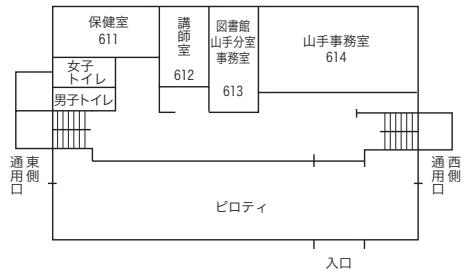 保健室
611
講師室
612
図書館
山手分室
事務室
613
山手事務室
614
女子
トイレ
男子トイレ
東側
通用口
西側
通用口
ピロティ
入口